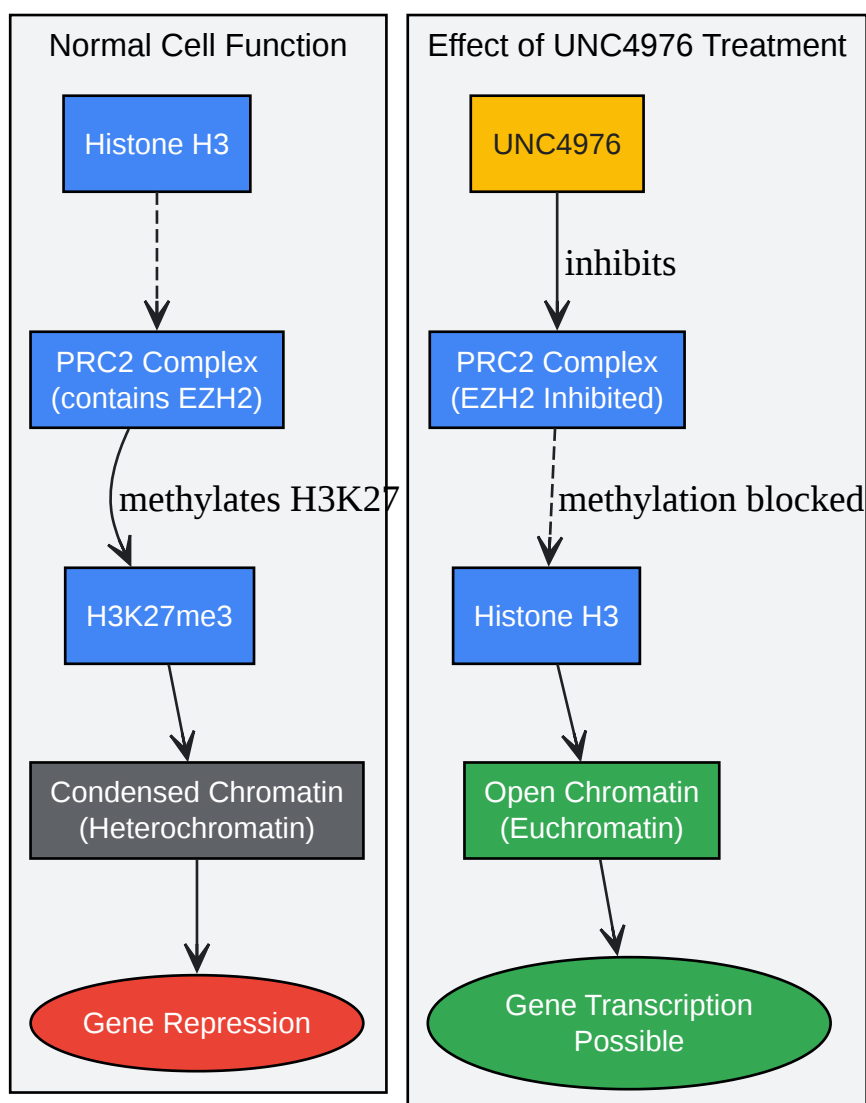 Normal Cell Function
Histone H3
PRC2 Complex
(contains EZH2)
methylates H3K27
H3K27me3
Condensed Chromatin
(Heterochromatin)
Gene Repression
Effect of UNC4976 Treatment
UNC4976
inhibits
PRC2 Complex
(EZH2 Inhibited)
methylation blocked
Histone H3
Open Chromatin
(Euchromatin)
Gene Transcription
Possible